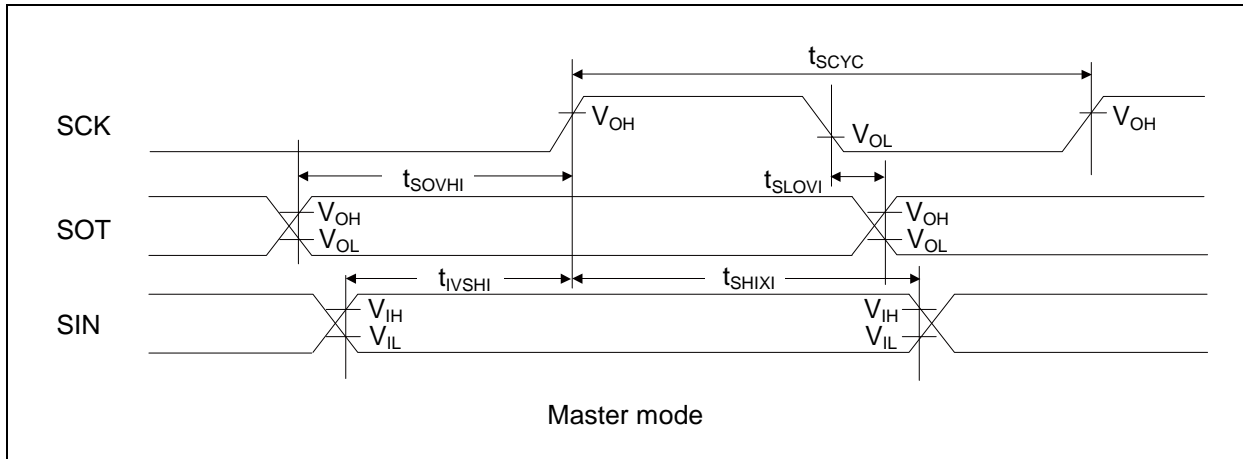 tSCYC
SCK
VOH
VOL
VOH
tSOVHI
tSLOVI
SOT
VOH
VOL
VOH
VOL
tIVSHI
tSHIXI
SIN
VIH
VIL
VIH
VIL
Master mode